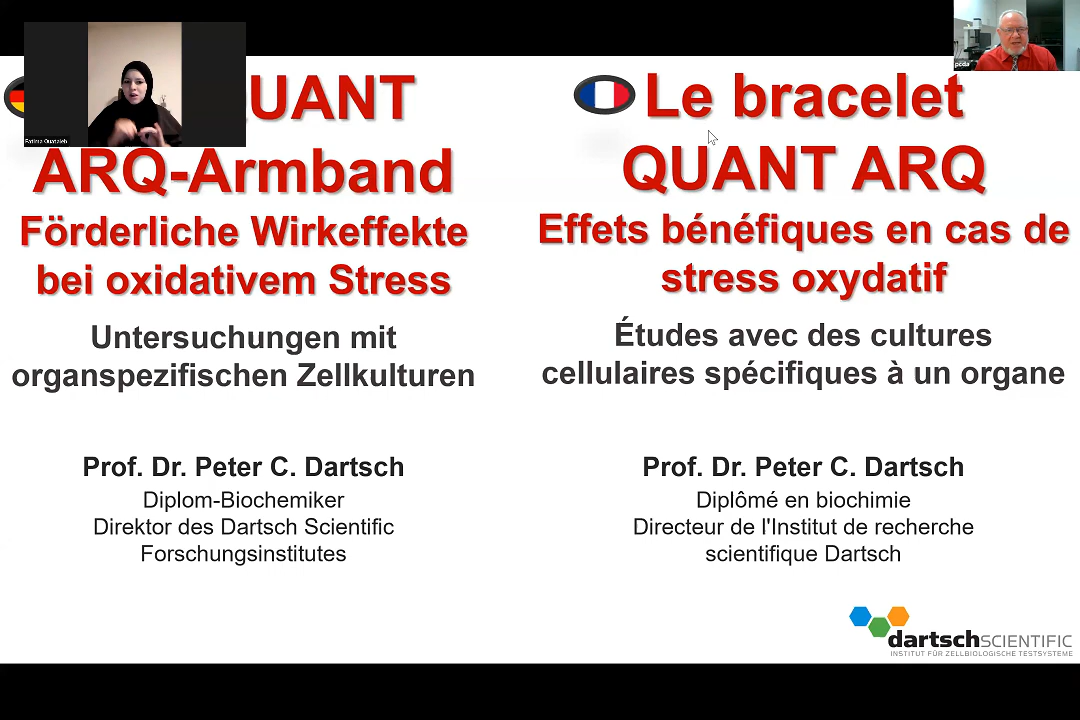 QUANT
ARQ-Armband
Förderliche Wirkeffekte
bei oxidativem Stress
Untersuchungen mit
organspezifischen Zellkulturen
Prof. Dr. Peter C. Dartsch
Diplom-Biochemiker
Direktor des Dartsch Scientific
Forschungsinstitutes
Fatima Ouataleb
Le bracelet
QUANT ARQ
Effets bénéfiques en cas de
stress oxydatif
Études avec des cultures
cellulaires spécifiques à un organe
Prof. Dr. Peter C. Dartsch
Diplômé en biochimie
Directeur de l'Institut de recherche
scientifique Dartsch
pcda
dartschSCIENTIFIC
INSTITUT FÜR ZELLBIOLOGISCHE TESTSYSTEME